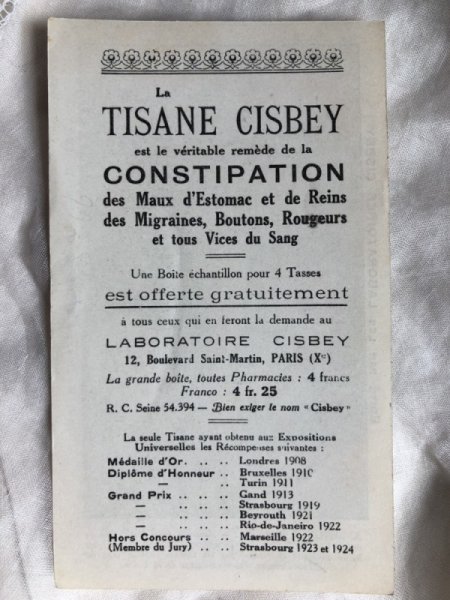 La
TISANE CISBEY
est le véritable remède de la
CONSTIPATION
des Maux d'Estomac et de Reins
des Migraines, Boutons, Rougeurs
et tous Vices du Sang
Une Boîte échantillon pour 4 Tasses
est offerte gratuitement
à tous ceux qui en feront la demande au
LABORATOIRE CISBEY
12, Boulevard Saint-Martin, PARIS (Xe)
La grande boîte, toutes Pharmacies : 4 francs
Franco : 4 fr. 25
R. C. Seine 54.394 — Bien exiger le nom "Cisbey"
La seule Tisane ayant obtenu aux Expositions
Universelles les Récompenses suivantes :
Médaille d'Or. .. .. Londres 1908
Diplôme d'Honneur .. Bruxelles 1910
— .. Turin 1911
Grand Prix .. .. .. Gand 1913
— .. .. .. Strasbourg 1919
— .. .. .. Beyrouth 1921
— .. .. .. Rio-de-Janeiro 1922
Hors Concours .. .. Marseille 1922
(Membre du Jury) .. .. Strasbourg 1923 et 1924